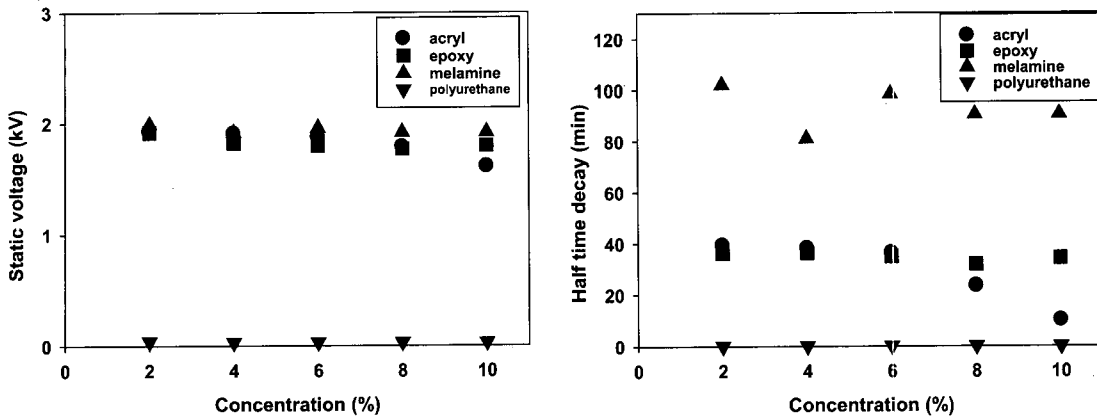 3
2
1
0
Static voltage (kV)
0 2 4 6 8 10
Concentration (%)
acryl
epoxy
melamine
polyurethane
120
100
80
60
40
20
0
Half time decay (min)
0 2 4 6 8 10
Concentration (%)
acryl
epoxy
melamine
polyurethane